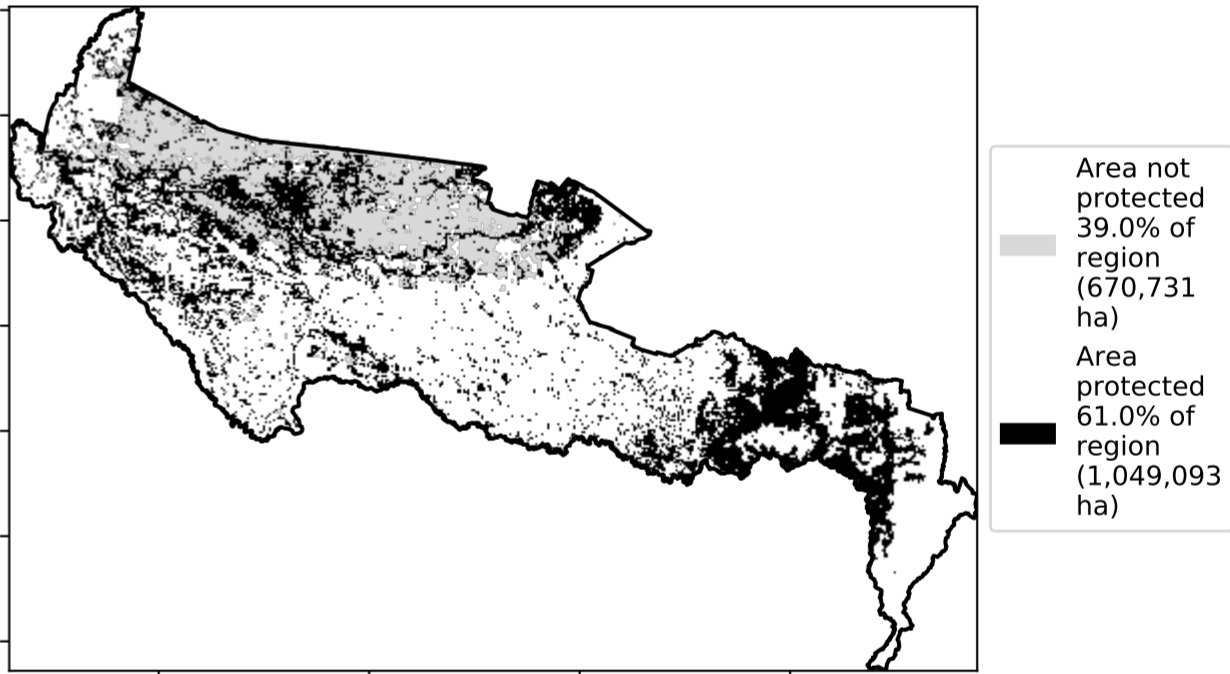 Area not
protected
39.0% of
region
(670,731
ha)
Area
protected
61.0% of
region
(1,049,093
ha)